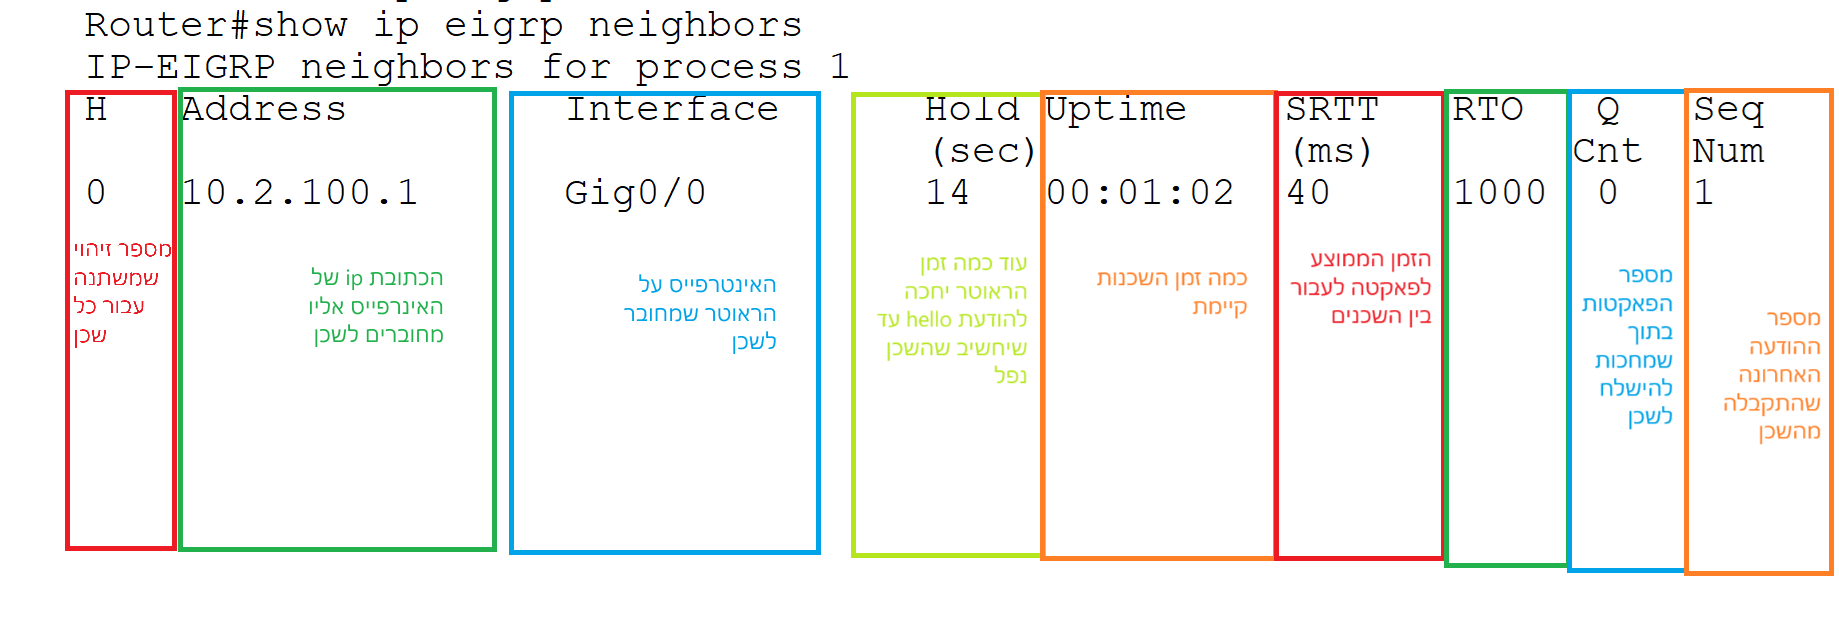 Router#show ip eigrp neighbors
IP-EIGRP neighbors for process 1
H Address Interface Hold Uptime SRTT RTO Q Seq
(sec) (ms) Cnt Num
0 10.2.100.1 Gig0/0 14 00:01:02 40 1000 0 1
מספר זיהוי
שמשתנה
עבור כל
שכן
הכתובת ip של
האינרפייס אליו
מחוברים לשכן
האינטרפייס על
הראוטר שמחובר
לשכן
עוד כמה זמן
הראוטר יחכה
להודעת hello עד
שיחשיב שהשכן
נפל
כמה זמן השכנות
קיימת
הזמן הממוצע
לפאקטה לעבור
בין השכנים
מספר
הפאקטות
בתוך
שמחכות
להישלח
לשכן
מספר
ההודעה
האחרונה
שהתקבלה
מהשכן